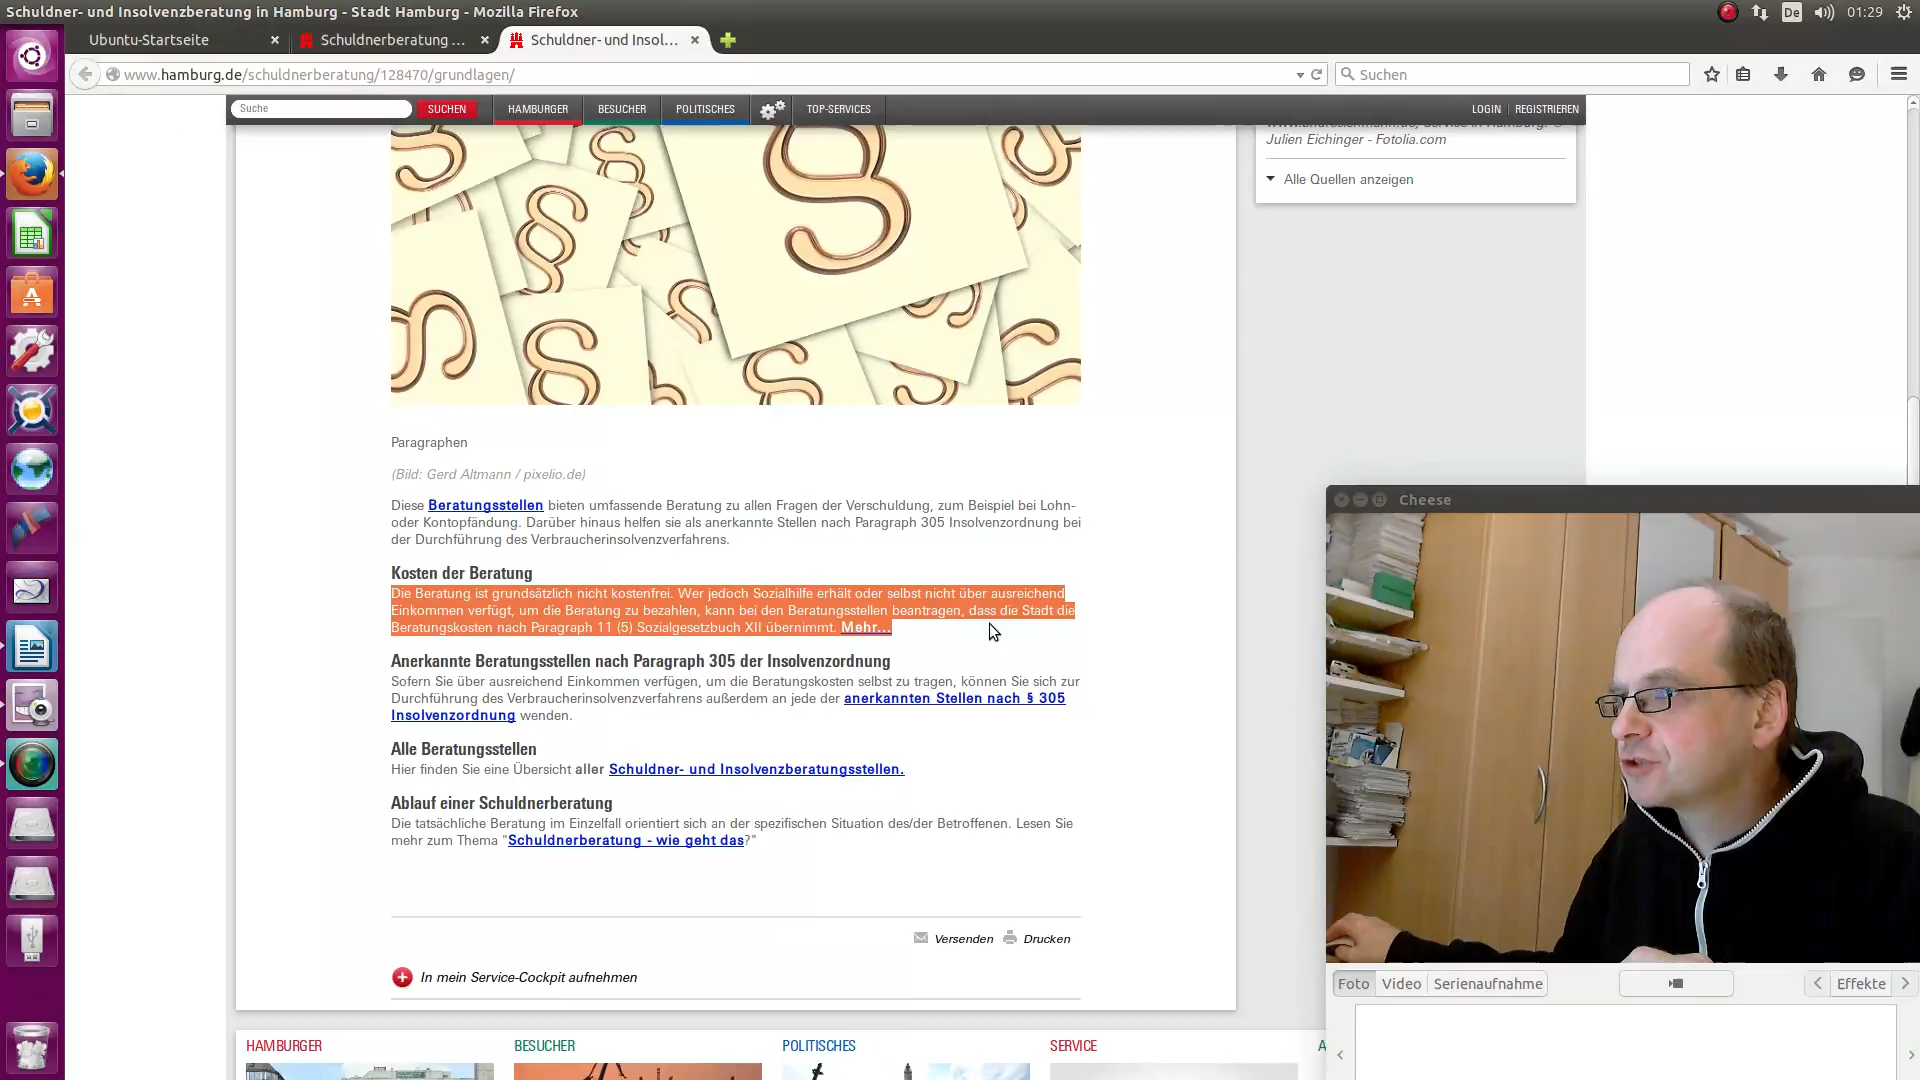 Schuldner- und Insolvenzberatung in Hamburg - Stadt Hamburg - Mozilla Firefox
De
01:29
Ubuntu-Startseite
Schuldnerberatung ...
Schuldner- und Insol...
www.hamburg.de/schuldnerberatung/128470/grundlagen/
Suchen
Suche
SUCHEN
HAMBURGER
BESUCHER
POLITISCHES
TOP-SERVICES
LOGIN
REGISTRIEREN
Julien Eichinger - Fotolia.com
Alle Quellen anzeigen
Paragraphen
(Bild: Gerd Altmann / pixelio.de)
Diese Beratungsstellen bieten umfassende Beratung zu allen Fragen der Verschuldung, zum Beispiel bei Lohn-
oder Kontopfändung. Darüber hinaus helfen sie als anerkannte Stellen nach Paragraph 305 Insolvenzordnung bei
der Durchführung des Verbraucherinsolvenzverfahrens.
Kosten der Beratung
Die Beratung ist grundsätzlich nicht kostenfrei. Wer jedoch Sozialhilfe erhält oder selbst nicht über ausreichend
Einkommen verfügt, um die Beratung zu bezahlen, kann bei den Beratungsstellen beantragen, dass die Stadt die
Beratungskosten nach Paragraph 11 (5) Sozialgesetzbuch XII übernimmt. Mehr...
Anerkannte Beratungsstellen nach Paragraph 305 der Insolvenzordnung
Sofern Sie über ausreichend Einkommen verfügen, um die Beratungskosten selbst zu tragen, können Sie sich zur
Durchführung des Verbraucherinsolvenzverfahrens außerdem an jede der anerkannten Stellen nach § 305
Insolvenzordnung wenden.
Alle Beratungsstellen
Hier finden Sie eine Übersicht aller Schuldner- und Insolvenzberatungsstellen.
Ablauf einer Schuldnerberatung
Die tatsächliche Beratung im Einzelfall orientiert sich an der spezifischen Situation des/der Betroffenen. Lesen Sie
mehr zum Thema "Schuldnerberatung - wie geht das?"
Versenden
Drucken
In mein Service-Cockpit aufnehmen
HAMBURGER
BESUCHER
POLITISCHES
SERVICE
Cheese
Foto
Video
Serienaufnahme
Effekte